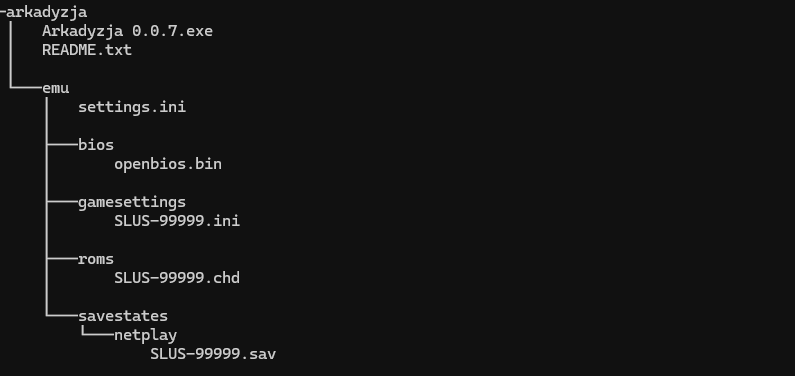 arkadyzja
Arkadyzja 0.0.7.exe
README.txt
emu
settings.ini
bios
openbios.bin
gamesettings
SLUS-99999.ini
roms
SLUS-99999.chd
savestates
netplay
SLUS-99999.sav